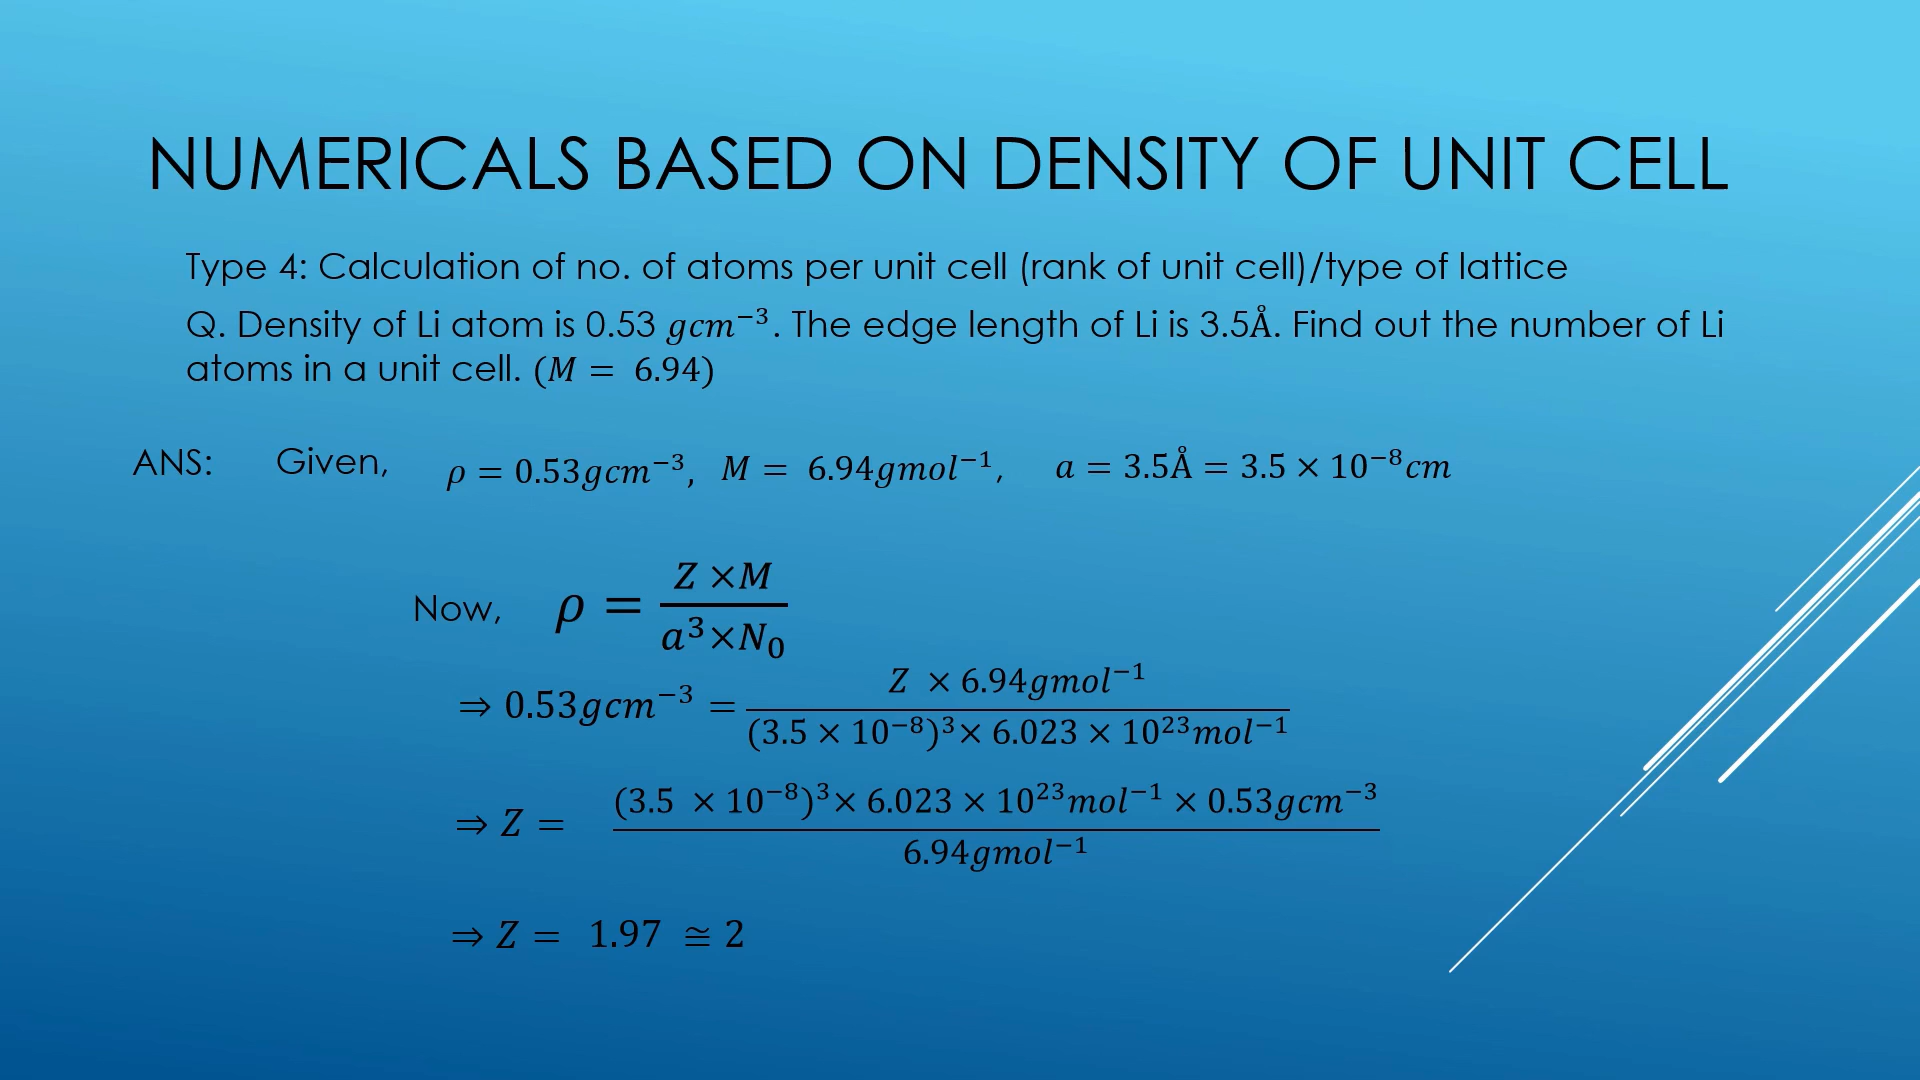 NUMERICALS BASED ON DENSITY OF UNIT CELL
Type 4: Calculation of no. of atoms per unit cell (rank of unit cell)/type of lattice
Q. Density of Li atom is 0.53 gcm⁻³. The edge length of Li is 3.5Å. Find out the number of Li
atoms in a unit cell. (M = 6.94)
ANS: Given, ρ = 0.53gcm⁻³, M = 6.94gmol⁻¹, a = 3.5Å = 3.5 × 10⁻⁸cm
Now, ρ = (Z ×M)/(a³×N₀)
⇒ 0.53gcm⁻³ = (Z × 6.94gmol⁻¹)/((3.5 × 10⁻⁸)³× 6.023 × 10²³mol⁻¹)
⇒ Z = ((3.5 × 10⁻⁸)³× 6.023 × 10²³mol⁻¹ × 0.53gcm⁻³)/(6.94gmol⁻¹)
⇒ Z = 1.97 ≅ 2